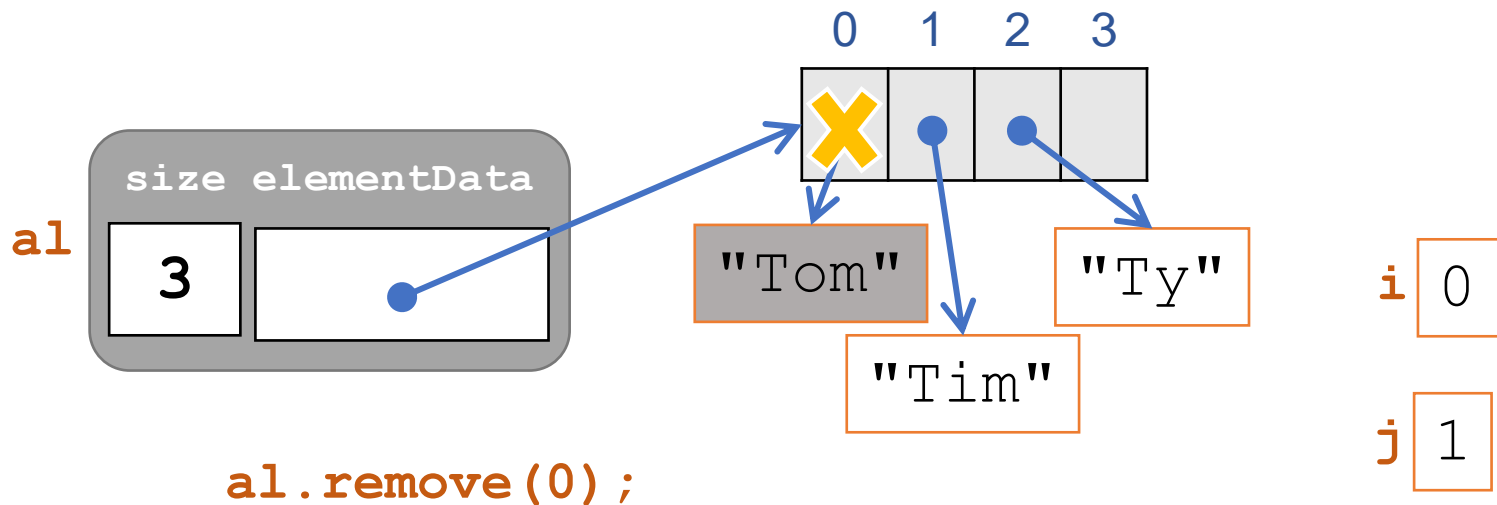 0 1 2 3
size elementData
al
3
"Tom"
"Ty"
i 0
"Tim"
j 1
al.remove(0);